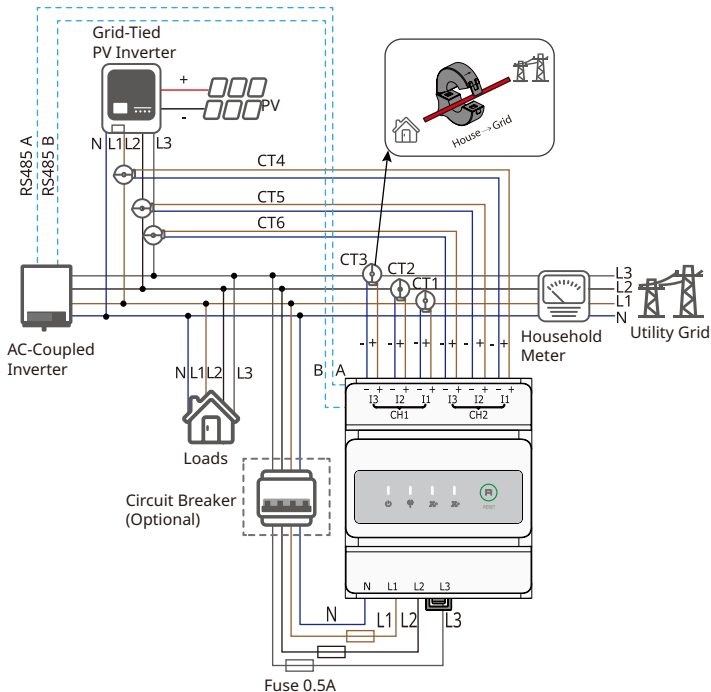 Grid-Tied
PV Inverter
+
-
PV
N L1 L2 L3
RS485 A
RS485 B
House→Grid
CT4
CT5
CT6
CT3
CT2
CT1
L3
L2
L1
N
Utility Grid
Household
Meter
AC-Coupled
Inverter
N L1 L2 L3
Loads
B A
- + - + - + - + - + - +
- + - + - + - + - + - +
I3 I2 I1 I3 I2 I1
CH1 CH2
Circuit Breaker
(Optional)
R
RESET
N L1 L2 L3
N L1 L2 L3
Fuse 0.5A